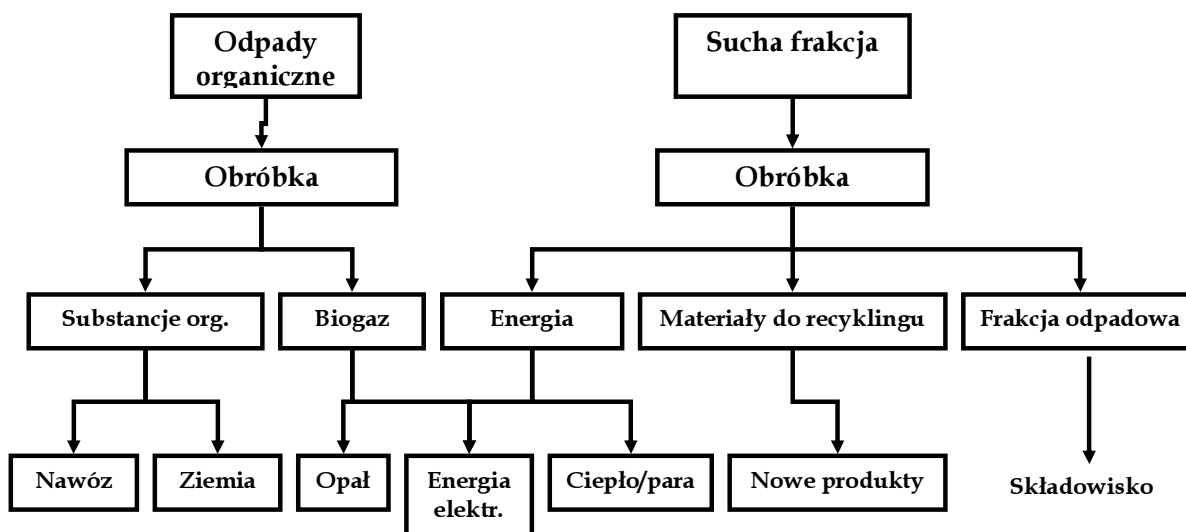 Odpady
organiczne
Sucha frakcja
Obróbka
Obróbka
Substancje org.
Biogaz
Energia
Materiały do recyklingu
Frakcja odpadowa
Nawóz
Ziemia
Opał
Energia
elektr.
Ciepło/para
Nowe produkty
Składowisko